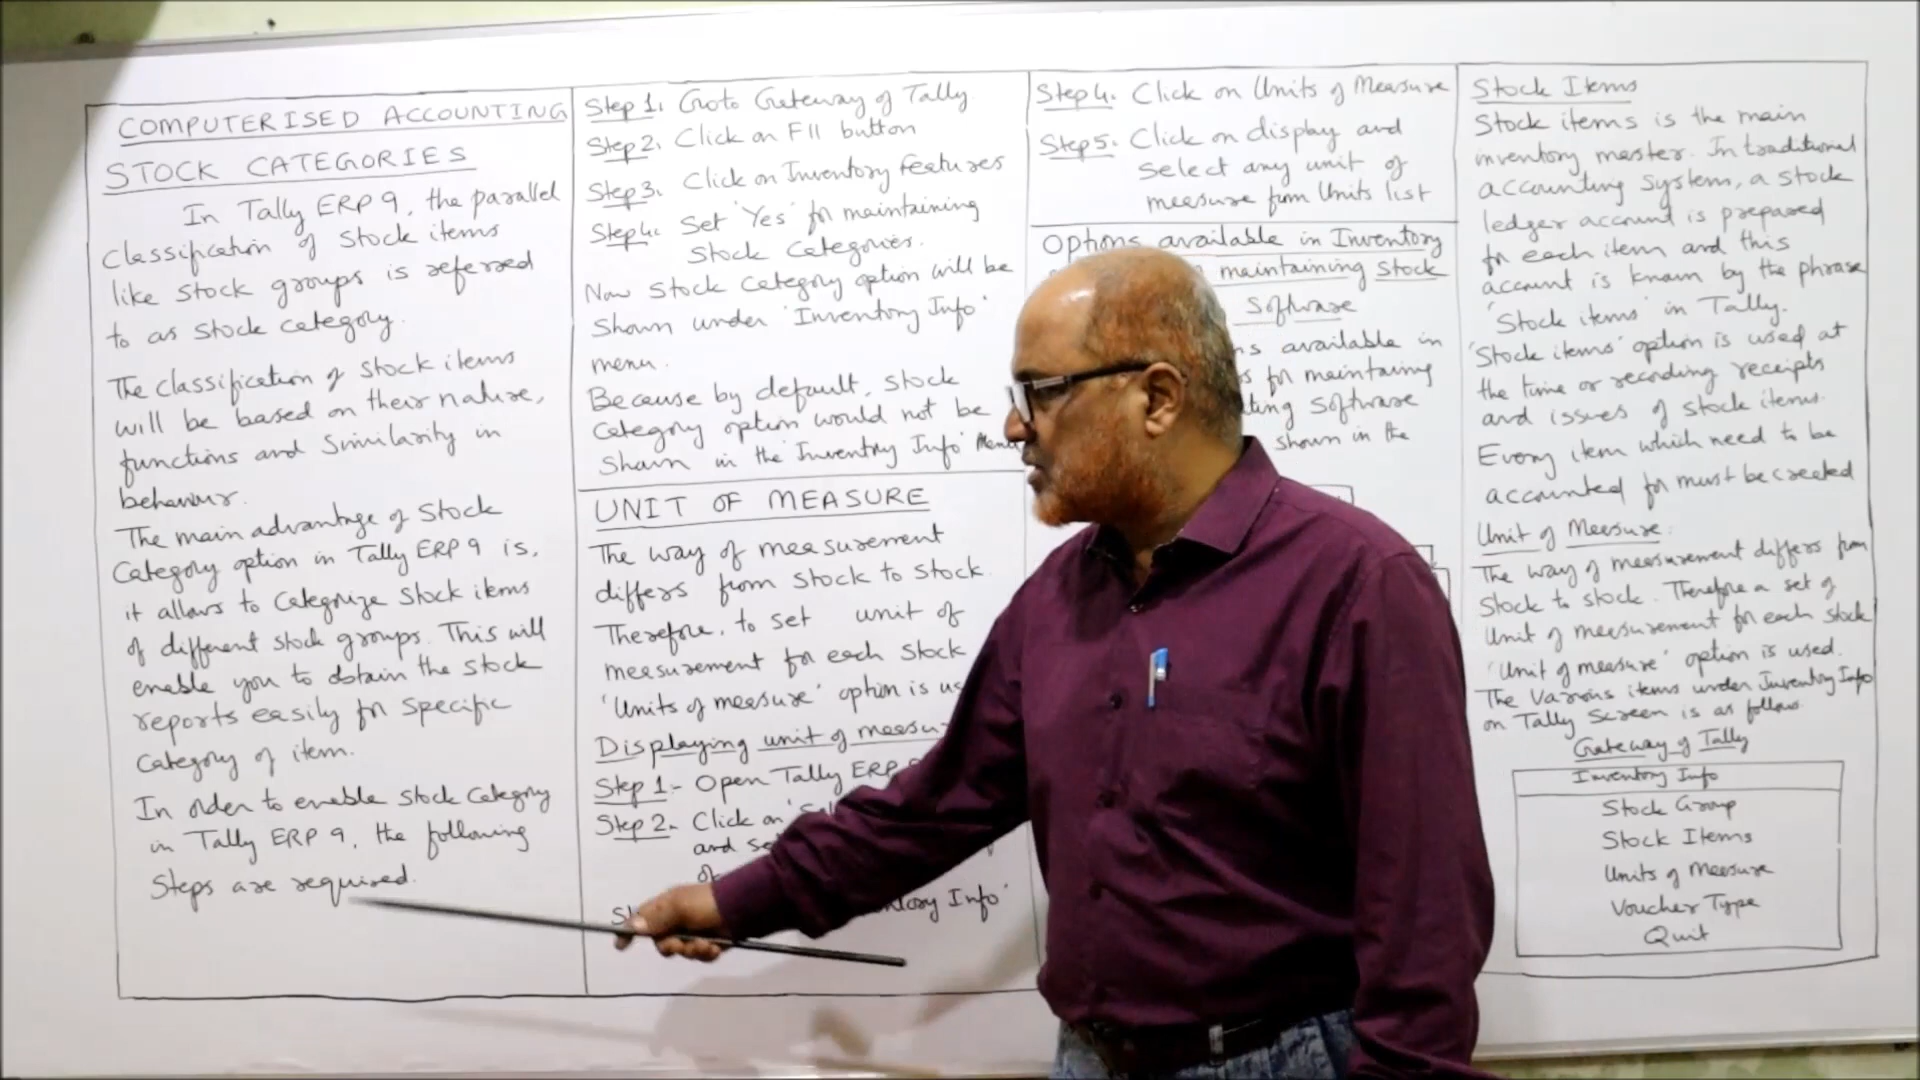 COMPUTERISED ACCOUNTING
STOCK CATEGORIES
In Tally ERP 9, the parallel
classification of stock items
like stock groups is referred
to as stock category.
The classification of stock items
will be based on their nature,
functions and similarity in
behaviour.
The main advantage of stock
category option in Tally ERP 9 is,
it allows to categorize stock items
of different stock groups. This will
enable you to obtain the stock
reports easily for specific
category of item.
In order to enable stock category
in Tally ERP 9, the following
steps are required.
Step 1. Goto Gateway of Tally
Step 2. Click on F11 button
Step 3. Click on Inventory features
Step 4. Set 'Yes' for maintaining
Stock Categories.
Now stock category option will be
shown under 'Inventory Info'
menu.
Because by default, stock
category option would not be
shown in the 'Inventory Info' Menu
UNIT OF MEASURE
The way of measurement
differs from stock to stock.
Therefore, to set unit of
measurement for each stock
'Units of measure' option is
Displaying unit of
Step 1:- Open Tally ERP
Step 2. Click on
and
of
Info'
Step 4. Click on Units of Measure
Step 5. Click on display and
select any unit of
measure from Units list
Options available in Inventory
maintaining stock
Software
available in
for maintaining
Software
shown in the
Stock Items
Stock items is the main
inventory master. In traditional
accounting system, a stock
ledger account is prepared
for each item and this
account is known by the phrase
'Stock items' in Tally.
'Stock items' option is used at
the time or recording receipts
and issues of stock items.
Every item which need to be
accounted for must be created
Unit of Measure:
The way of measurement differs from
stock to stock. Therefore a set of
Unit of measurement for each stock
'Unit of measure' option is used.
The Various items under Inventory Info
on Tally Screen is as follows.
Gateway of Tally
Inventory Info
Stock Group
Stock Items
Units of Measure
Voucher Type
Quit